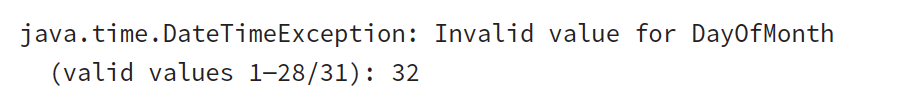 java.time.DateTimeException: Invalid value for DayOfMonth
(valid values 1–28/31): 32